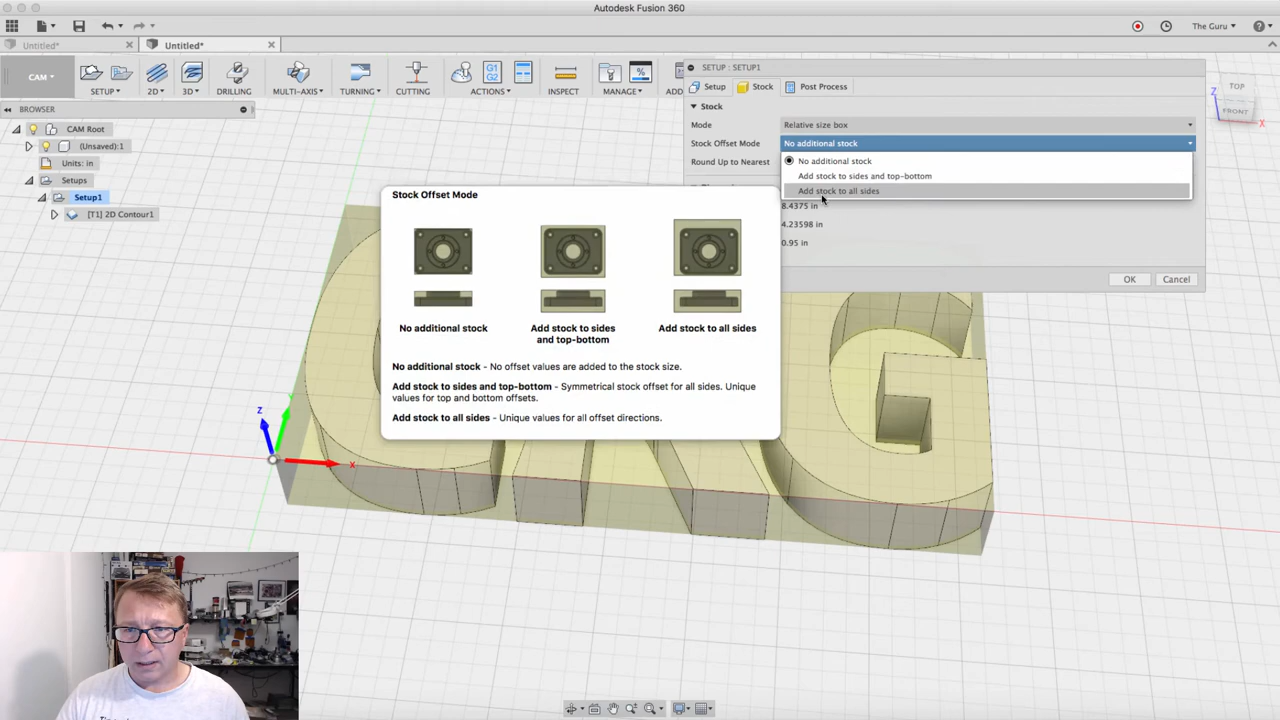 Autodesk Fusion 360
The Guru
Untitled*
Untitled*
CAM
SETUP
2D
3D
DRILLING
MULTI-AXIS
TURNING
CUTTING
G1
G2
ACTIONS
INSPECT
MANAGE
ADD
BROWSER
CAM Root
(Unsaved):1
Units: in
Setups
Setup1
[T1] 2D Contour1
SETUP : SETUP1
Setup
Stock
Post Process
Stock
Mode
Relative size box
Stock Offset Mode
No additional stock
Round Up to Nearest
No additional stock
Add stock to sides and top-bottom
Add stock to all sides
8.4375 in
4.23598 in
0.95 in
OK
Cancel
TOP
FRONT
Z
X
Stock Offset Mode
No additional stock
Add stock to sides
and top-bottom
Add stock to all sides
No additional stock - No offset values are added to the stock size.
Add stock to sides and top-bottom - Symmetrical stock offset for all sides. Unique
values for top and bottom offsets.
Add stock to all sides - Unique values for all offset directions.
Z
X